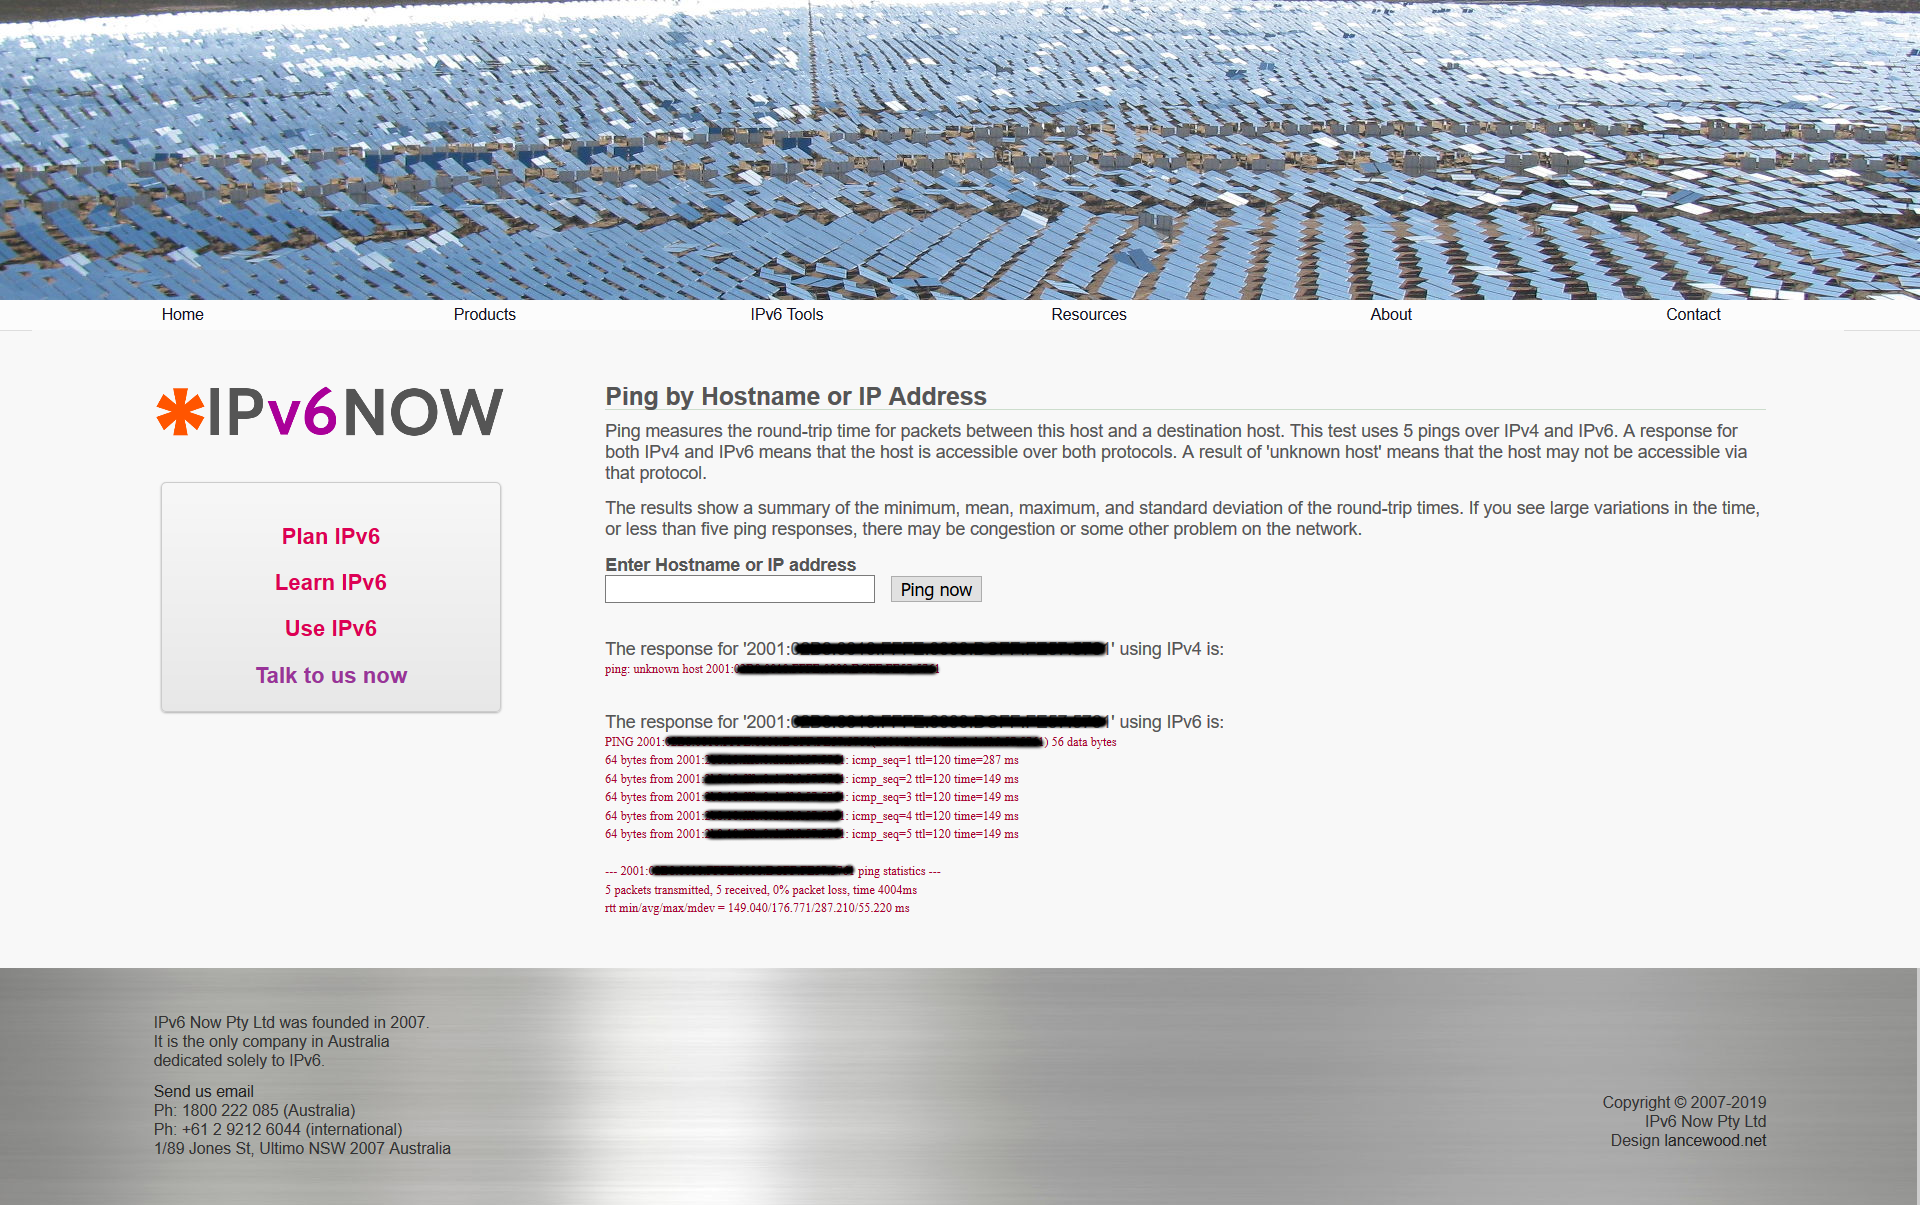 Home Products IPv6 Tools Resources About Contact
*IPv6NOW
Plan IPv6
Learn IPv6
Use IPv6
Talk to us now
Ping by Hostname or IP Address
Ping measures the round-trip time for packets between this host and a destination host. This test uses 5 pings over IPv4 and IPv6. A response for
both IPv4 and IPv6 means that the host is accessible over both protocols. A result of 'unknown host' means that the host may not be accessible via
that protocol.
The results show a summary of the minimum, mean, maximum, and standard deviation of the round-trip times. If you see large variations in the time,
or less than five ping responses, there may be congestion or some other problem on the network.
Enter Hostname or IP address
Ping now
The response for '2001: ' using IPv4 is:
ping: unknown host 2001:
The response for '2001: ' using IPv6 is:
PING 2001: ) 56 data bytes
64 bytes from 2001: : icmp_seq=1 ttl=120 time=287 ms
64 bytes from 2001: : icmp_seq=2 ttl=120 time=149 ms
64 bytes from 2001: : icmp_seq=3 ttl=120 time=149 ms
64 bytes from 2001: : icmp_seq=4 ttl=120 time=149 ms
64 bytes from 2001: : icmp_seq=5 ttl=120 time=149 ms
--- 2001: ping statistics ---
5 packets transmitted, 5 received, 0% packet loss, time 4004ms
rtt min/avg/max/mdev = 149.040/176.771/287.210/55.220 ms
IPv6 Now Pty Ltd was founded in 2007.
It is the only company in Australia
dedicated solely to IPv6.
Send us email
Ph: 1800 222 085 (Australia)
Ph: +61 2 9212 6044 (international)
1/89 Jones St, Ultimo NSW 2007 Australia
Copyright © 2007-2019
IPv6 Now Pty Ltd
Design lancewood.net